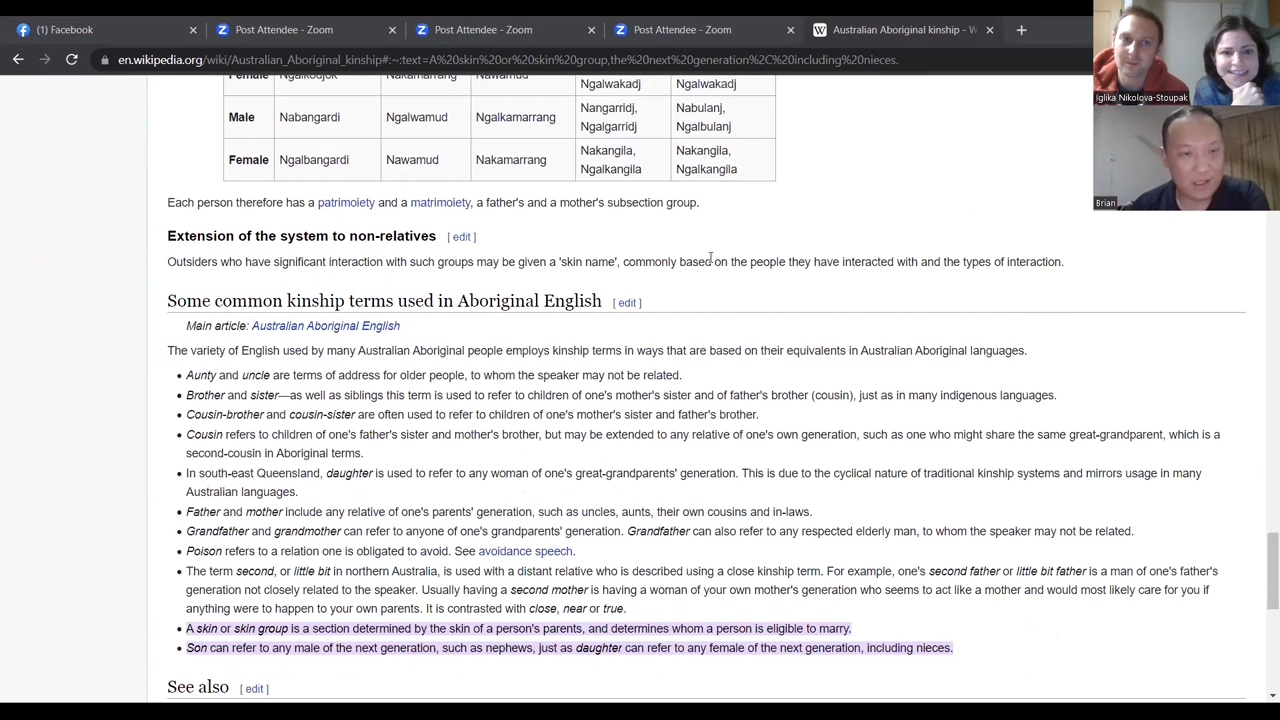 (1) Facebook
Post Attendee - Zoom
Post Attendee - Zoom
Post Attendee - Zoom
Australian Aboriginal kinship - W
en.wikipedia.org/wiki/Australian_Aboriginal_kinship#:~:text=A%20skin%20or%20skin%20group,the%20next%20generation%2C%20including%20nieces.
Iglika Nikolova-Stoupak
Brian
Female Ngalkodjok Nawamud Nakamarrang Ngalwakadj Ngalwakadj
Male Nabangardi Ngalwamud Ngalkamarrang Nangarridj, Ngalgarridj Nabulanj, Ngalbulanj
Female Ngalbangardi Nawamud Nakamarrang Nakangila, Ngalkangila Nakangila, Ngalkangila
Each person therefore has a patrimoiety and a matrimoiety, a father's and a mother's subsection group.
Extension of the system to non-relatives [ edit ]
Outsiders who have significant interaction with such groups may be given a 'skin name', commonly based on the people they have interacted with and the types of interaction.
Some common kinship terms used in Aboriginal English [ edit ]
Main article: Australian Aboriginal English
The variety of English used by many Australian Aboriginal people employs kinship terms in ways that are based on their equivalents in Australian Aboriginal languages.
• Aunty and uncle are terms of address for older people, to whom the speaker may not be related.
• Brother and sister—as well as siblings this term is used to refer to children of one's mother's sister and of father's brother (cousin), just as in many indigenous languages.
• Cousin-brother and cousin-sister are often used to refer to children of one's mother's sister and father's brother.
• Cousin refers to children of one's father's sister and mother's brother, but may be extended to any relative of one's own generation, such as one who might share the same great-grandparent, which is a
second-cousin in Aboriginal terms.
• In south-east Queensland, daughter is used to refer to any woman of one's great-grandparents' generation. This is due to the cyclical nature of traditional kinship systems and mirrors usage in many
Australian languages.
• Father and mother include any relative of one's parents' generation, such as uncles, aunts, their own cousins and in-laws.
• Grandfather and grandmother can refer to anyone of one's grandparents' generation. Grandfather can also refer to any respected elderly man, to whom the speaker may not be related.
• Poison refers to a relation one is obligated to avoid. See avoidance speech.
• The term second, or little bit in northern Australia, is used with a distant relative who is described using a close kinship term. For example, one's second father or little bit father is a man of one's father's
generation not closely related to the speaker. Usually having a second mother is having a woman of your own mother's generation who seems to act like a mother and would most likely care for you if
anything were to happen to your own parents. It is contrasted with close, near or true.
• A skin or skin group is a section determined by the skin of a person's parents, and determines whom a person is eligible to marry.
• Son can refer to any male of the next generation, such as nephews, just as daughter can refer to any female of the next generation, including nieces.
See also [ edit ]